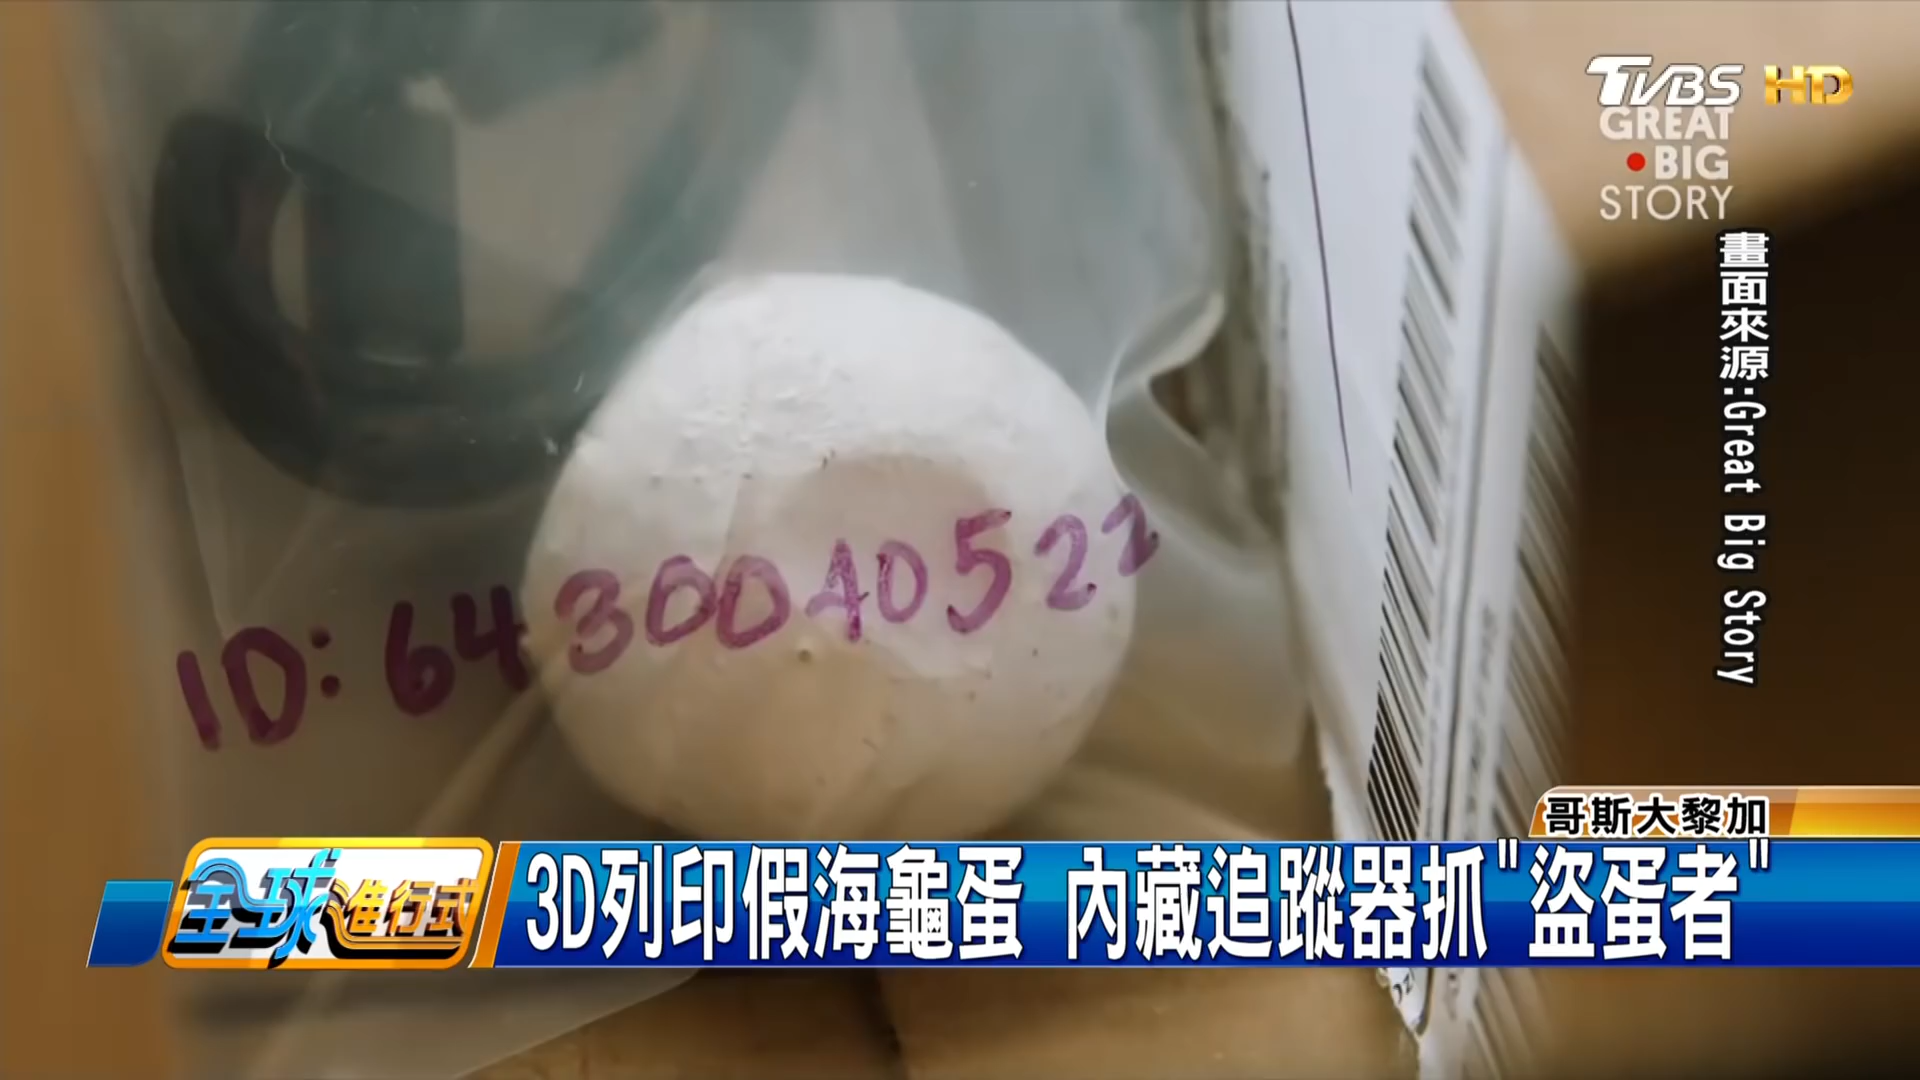 TVBS HD
GREAT
BIG
STORY
畫面來源:Great Big Story
ID: 6430040522
哥斯大黎加
全球進行式
3D列印假海龜蛋 內藏追蹤器抓"盜蛋者"